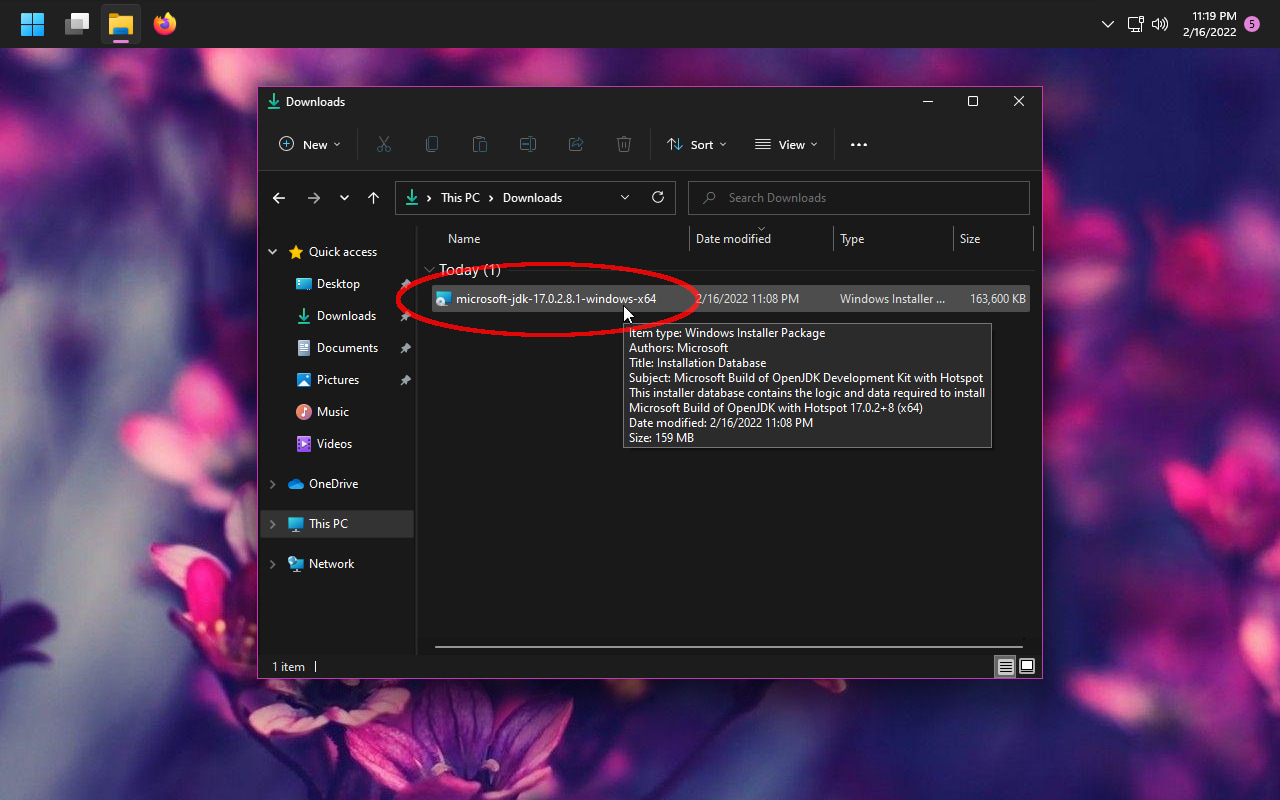 11:19 PM
2/16/2022
5
Downloads
New
Sort
View
This PC
Downloads
Search Downloads
Name
Date modified
Type
Size
Quick access
Desktop
Downloads
Documents
Pictures
Music
Videos
OneDrive
This PC
Network
Today (1)
microsoft-jdk-17.0.2.8.1-windows-x64
2/16/2022 11:08 PM
Windows Installer ...
163,600 KB
Item type: Windows Installer Package
Authors: Microsoft
Title: Installation Database
Subject: Microsoft Build of OpenJDK Development Kit with Hotspot
This installer database contains the logic and data required to install
Microsoft Build of OpenJDK with Hotspot 17.0.2+8 (x64)
Date modified: 2/16/2022 11:08 PM
Size: 159 MB
1 item